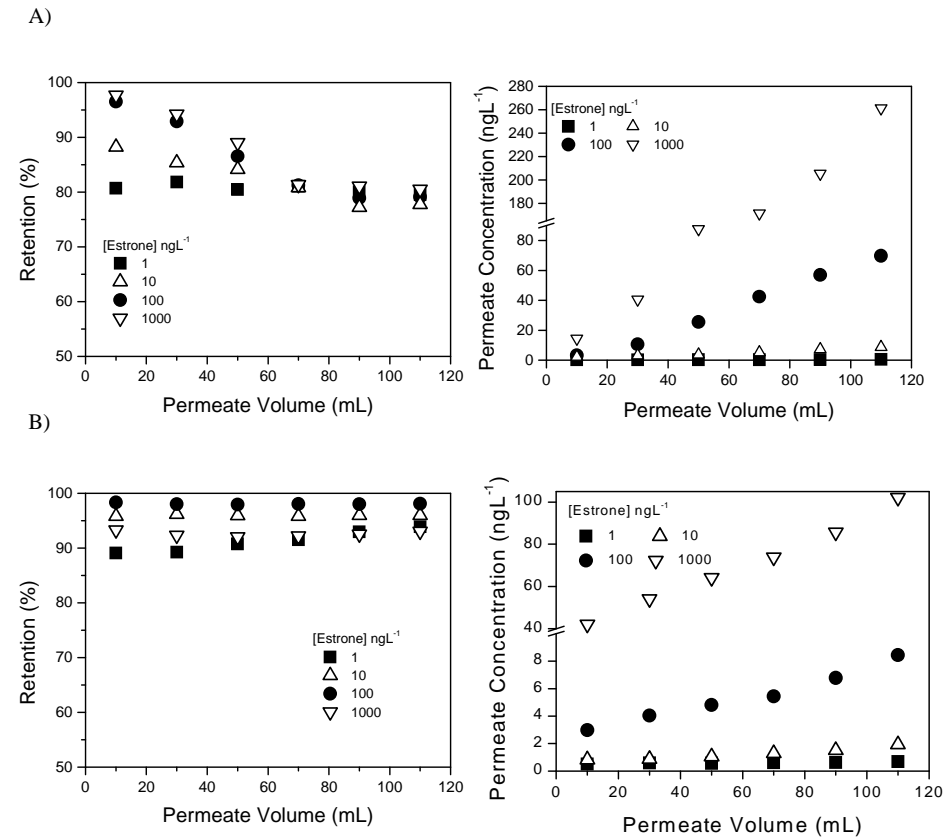 A)
100
90
80
70
60
50
Retention (%)
[Estrone] ngL⁻¹
1
10
100
1000
0 20 40 60 80 100 120
Permeate Volume (mL)
280
260
240
220
200
180
80
60
40
20
0
Permeate Concentration (ngL⁻¹)
[Estrone] ngL⁻¹
1 10
100 1000
0 20 40 60 80 100 120
Permeate Volume (mL)
B)
100
90
80
70
60
50
Retention (%)
[Estrone] ngL⁻¹
1
10
100
1000
0 20 40 60 80 100 120
Permeate Volume (mL)
100
80
60
40
8
6
4
2
0
Permeate Concentration (ngL⁻¹)
[Estrone] ngL⁻¹
1 10
100 1000
0 20 40 60 80 100 120
Permeate Volume (mL)